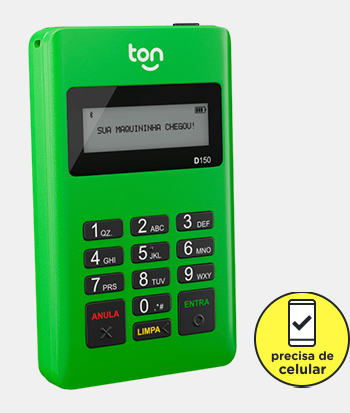 ton
SUA MAQUININHA CHEGOU!
D150
1 QZ. 2 ABC 3 DEF
4 GHI 5 JKL 6 MNO
7 PRS 8 TUV 9 WXY
ANULA 0 .,*# ENTRA
LIMPA
precisa de
celular